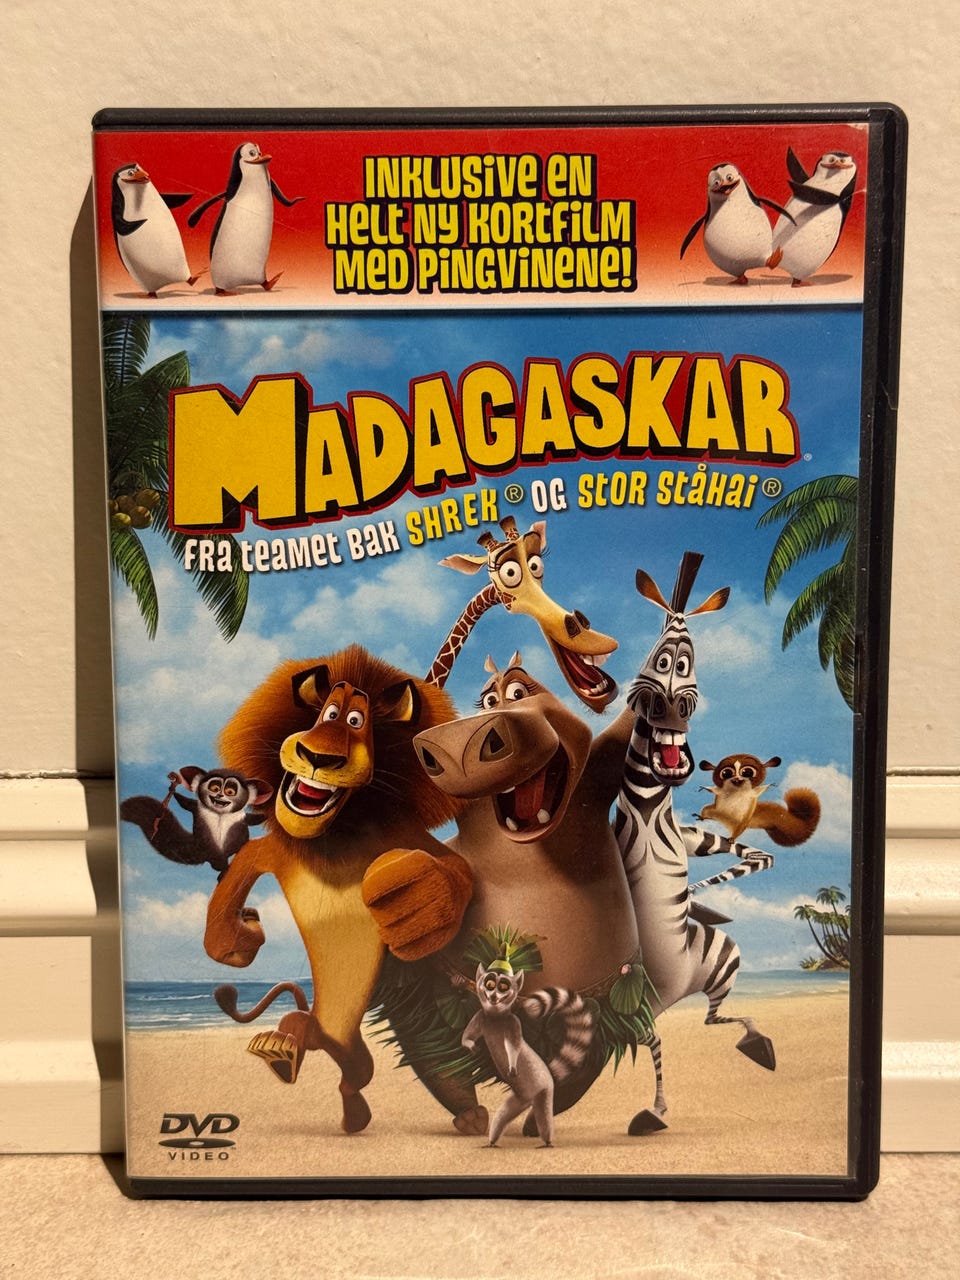 INKLUSIVE EN
HELT NY KORTFILM
MED PINGVINENE!
MADAGASKAR®
FRA TEAMET BAK SHREK® OG STOR STÅHAI®
DVD
VIDEO